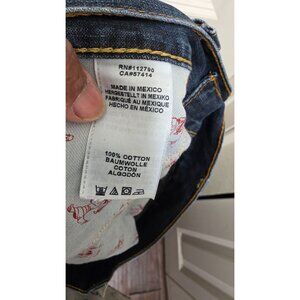 RN#112790
CA#57414
MADE IN MEXICO
HERGESTELLT IN MEXIKO
FABRIQUÉ AU MEXIQUE
HECHO EN MÉXICO
100% COTTON
BAUMWOLLE
COTON
ALGODÓN